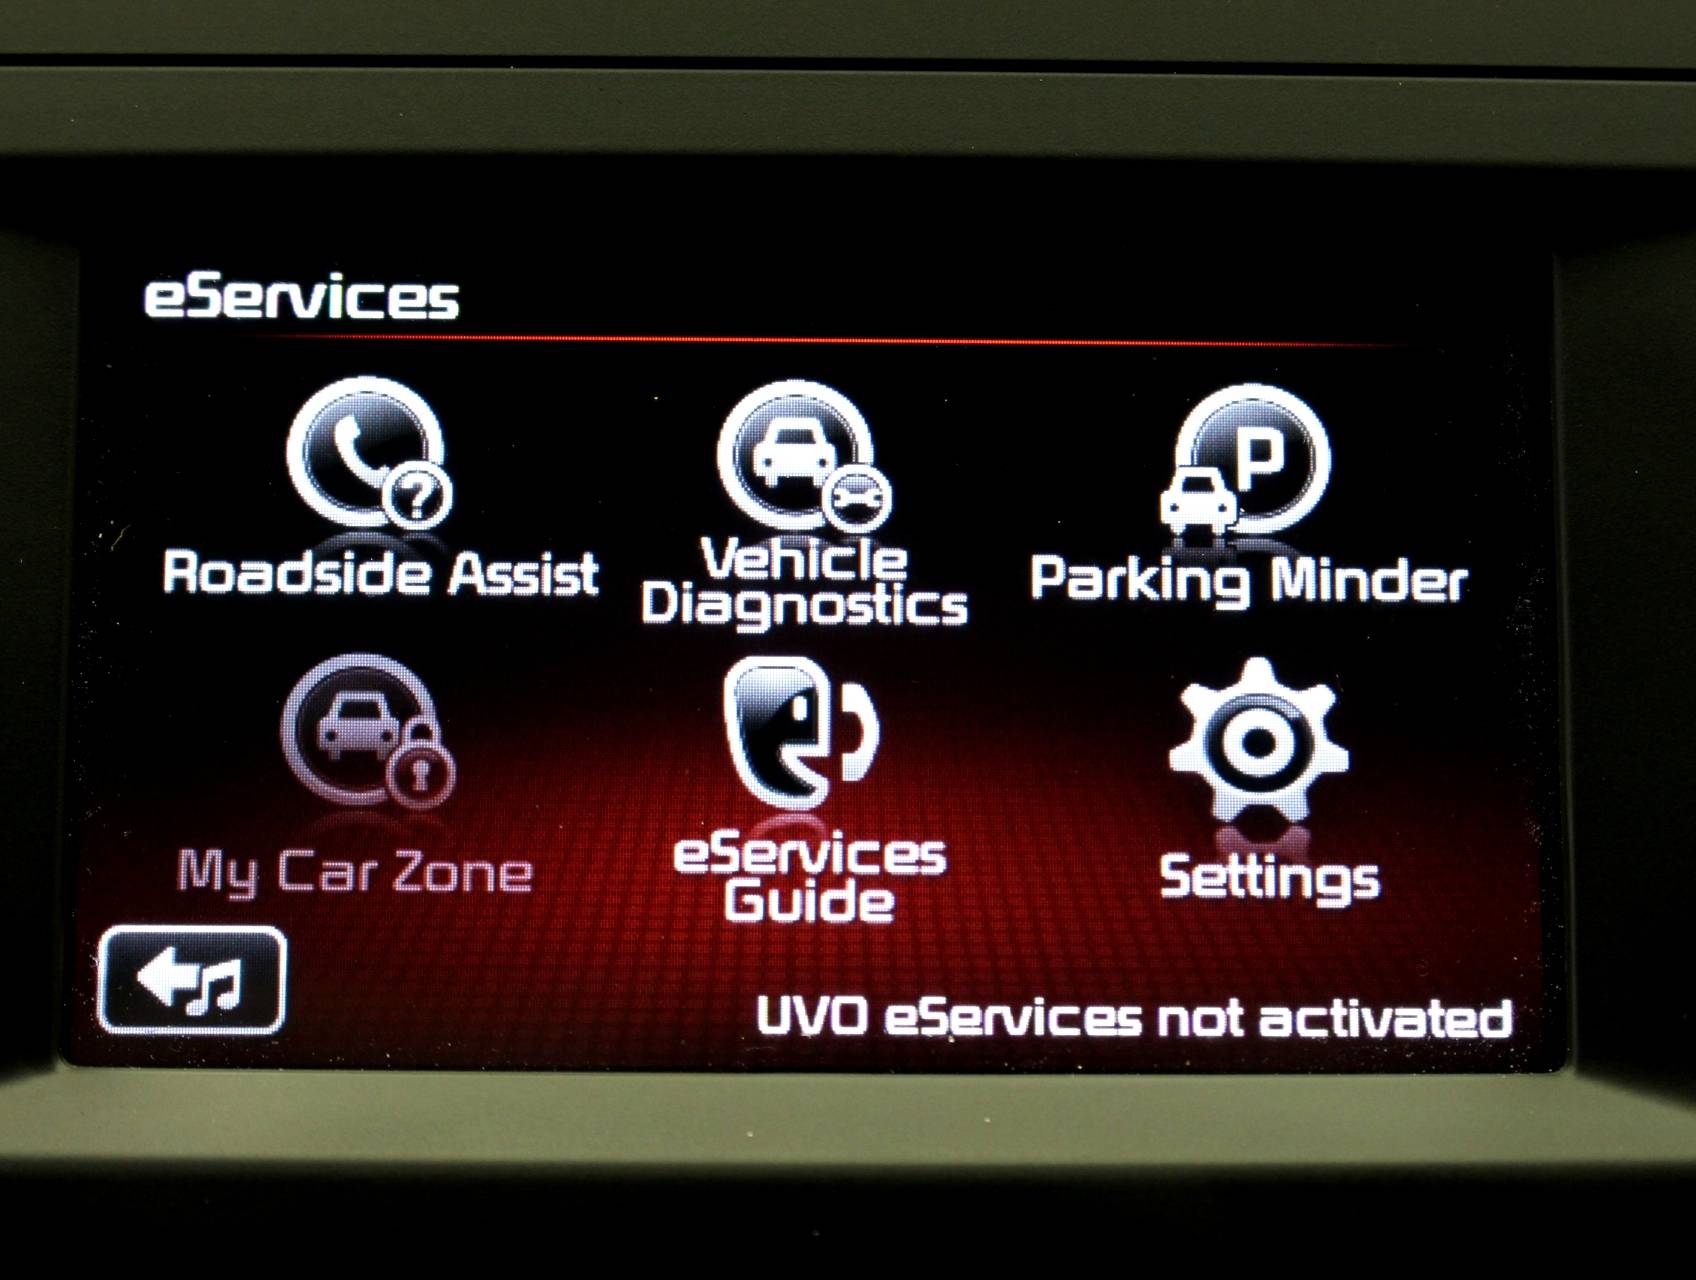 eServices
Roadside Assist
Vehicle
Diagnostics
P
Parking Minder
My Car Zone
eServices
Guide
Settings
UVO eServices not activated